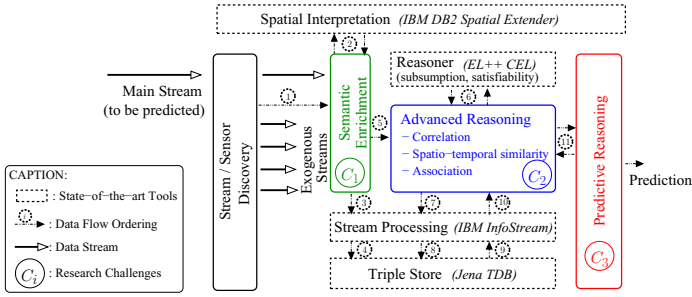 Spatial Interpretation (IBM DB2 Spatial Extender)
2
Reasoner (EL++ CEL)
(subsumption, satisfiability)
6
Main Stream
(to be predicted)
Stream / Sensor
Discovery
1
Exogenous
Streams
Semantic
Enrichment
C1
5
Advanced Reasoning
− Correlation
− Spatio−temporal similarity
− Association
C2
11
Predictive Reasoning
C3
Prediction
3
7
10
Stream Processing (IBM InfoStream)
4
8
9
Triple Store (Jena TDB)
CAPTION:
: State−of−the−art Tools
i
: Data Flow Ordering
: Data Stream
Ci : Research Challenges